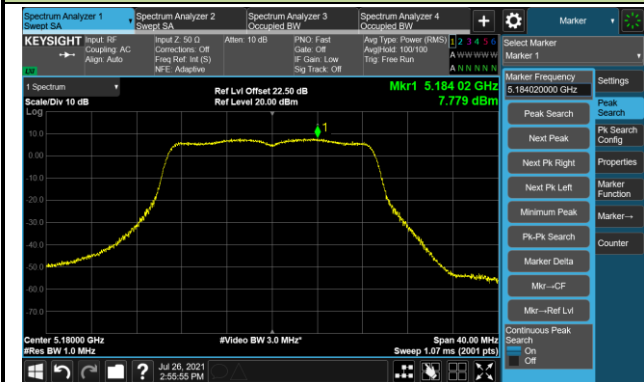 Spectrum Analyzer 1
Swept SA
Spectrum Analyzer 2
Swept SA
Spectrum Analyzer 3
Occupied BW
Spectrum Analyzer 4
Occupied BW
+
Marker
KEYSIGHT
Input: RF
Coupling: AC
Align: Auto
Input Z: 50 Ω
Corrections: Off
Freq Ref: Int (S)
NFE: Adaptive
Atten: 10 dB
PNO: Fast
Gate: Off
IF Gain: Low
Sig Track: Off
Avg Type: Power (RMS)
Avg|Hold: 100/100
Trig: Free Run
1 2 3 4 5 6
A W W W W W
A N N N N N
LW
Select Marker
Marker 1
1 Spectrum
Scale/Div 10 dB
Log
Ref Lvl Offset 22.50 dB
Ref Level 20.00 dBm
Mkr1 5.184 02 GHz
7.779 dBm
10.0
0.00
-10.0
-20.0
-30.0
-40.0
-50.0
-60.0
-70.0
1
Center 5.18000 GHz
#Res BW 1.0 MHz
#Video BW 3.0 MHz*
Span 40.00 MHz
Sweep 1.07 ms (2001 pts)
Marker Frequency
5.184020000 GHz
Peak Search
Next Peak
Next Pk Right
Next Pk Left
Minimum Peak
Pk-Pk Search
Marker Delta
Mkr→CF
Mkr→Ref Lvl
Continuous Peak
Search
On
Off
Settings
Peak
Search
Pk Search
Config
Properties
Marker
Function
Marker→
Counter
?
Jul 26, 2021
2:55:55 PM